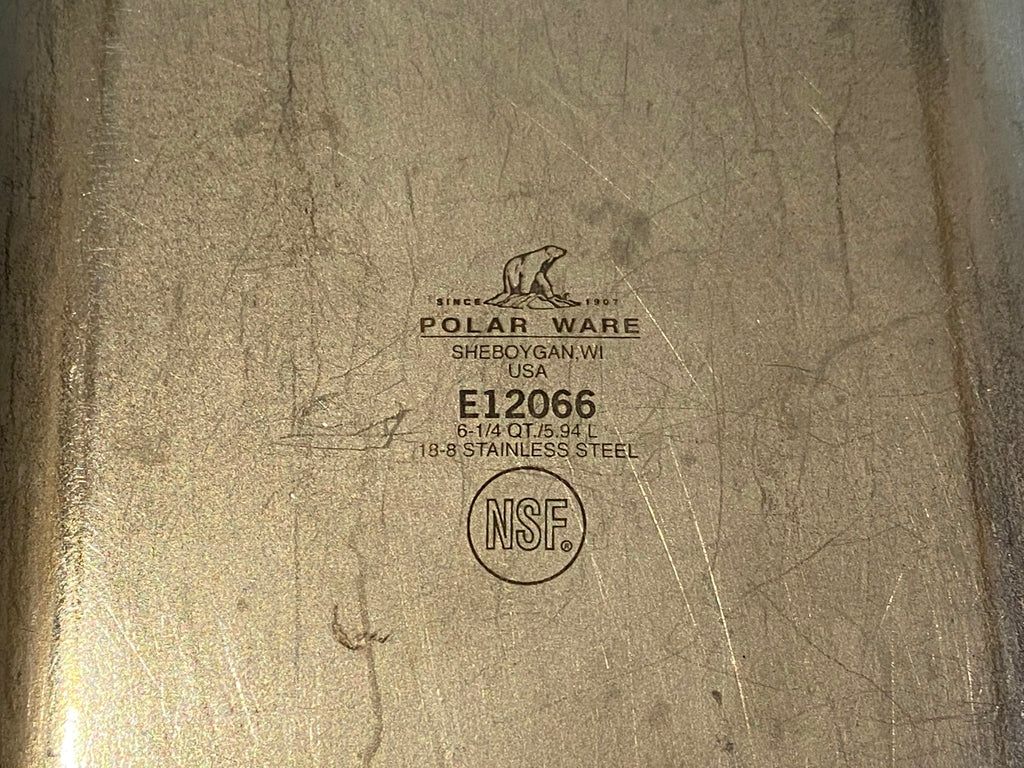 SINCE 1907
POLAR WARE
SHEBOYGAN, WI
USA
E12066
6-1/4 QT./5.94 L
18-8 STAINLESS STEEL
NSF®